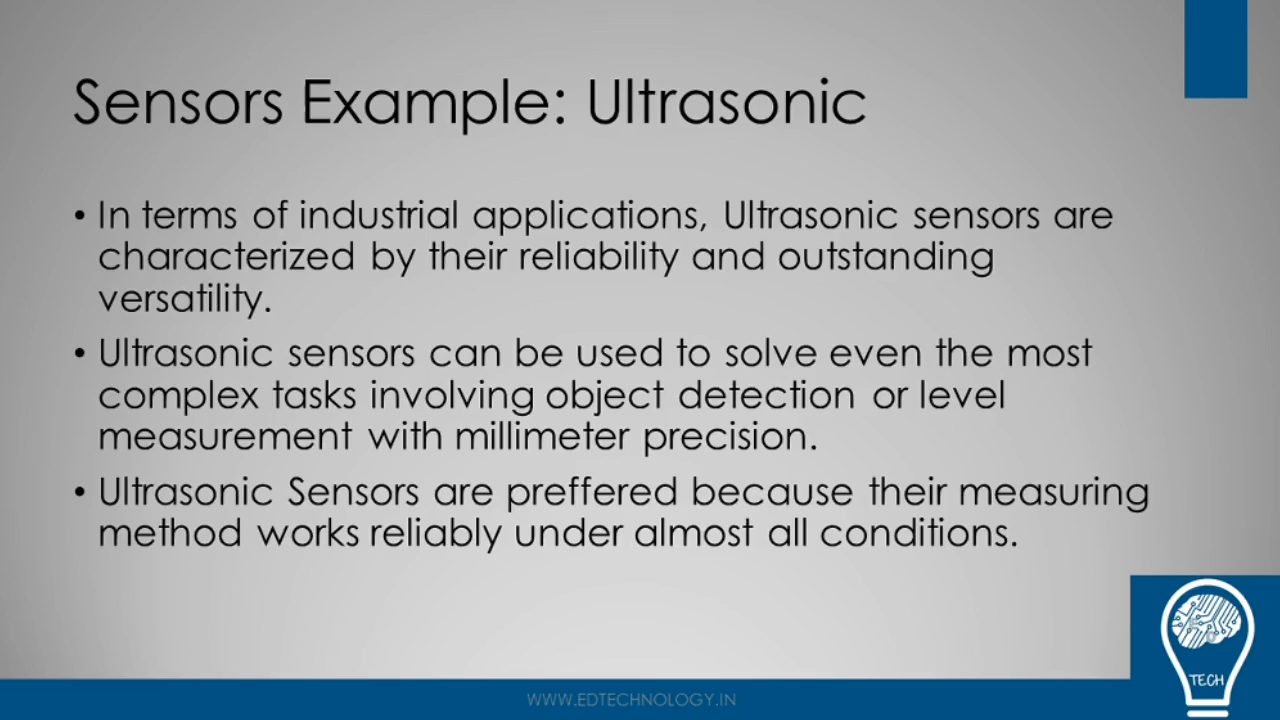 Sensors Example: Ultrasonic
• In terms of industrial applications, Ultrasonic sensors are
characterized by their reliability and outstanding
versatility.
• Ultrasonic sensors can be used to solve even the most
complex tasks involving object detection or level
measurement with millimeter precision.
• Ultrasonic Sensors are preffered because their measuring
method works reliably under almost all conditions.
TECH
WWW.EDTECHNOLOGY.IN